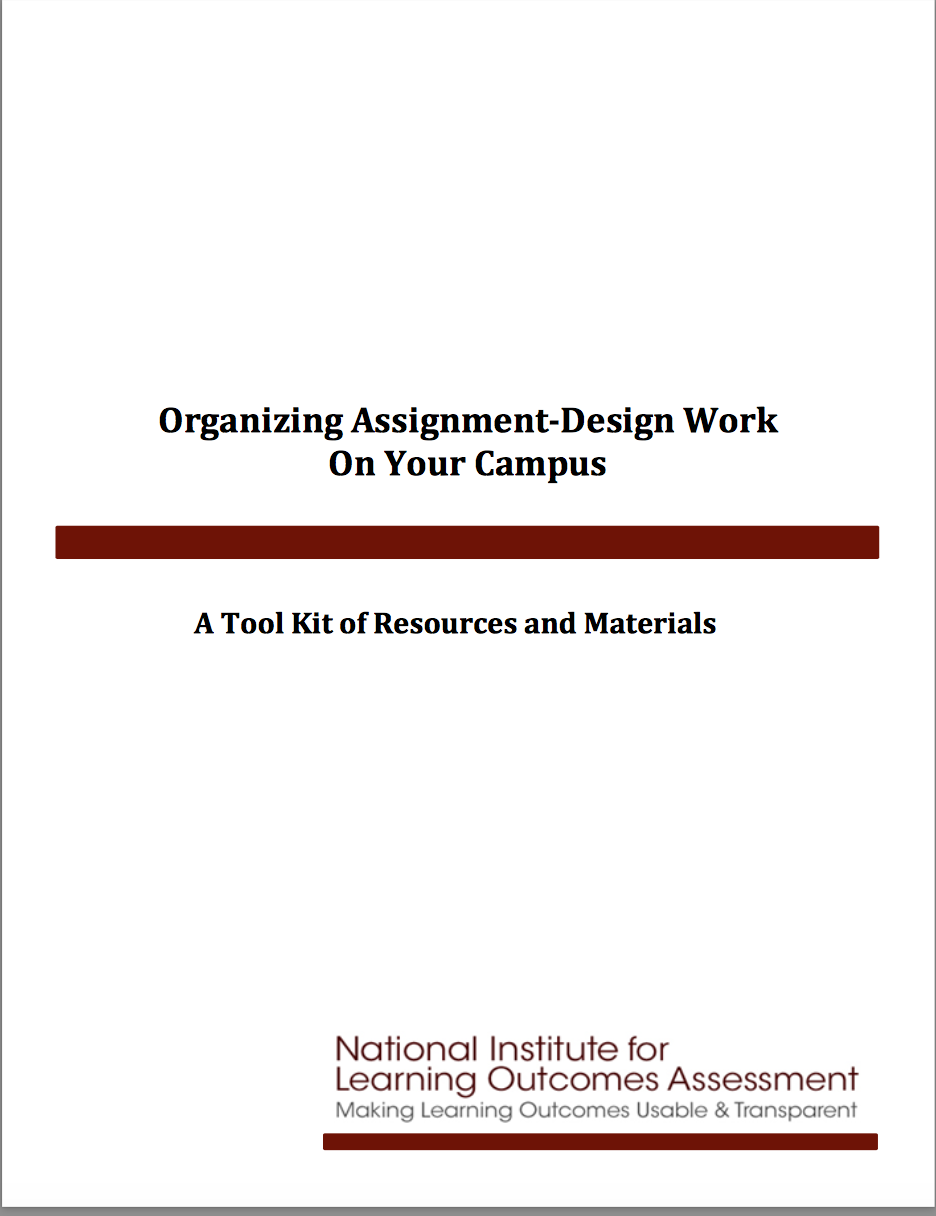 Organizing Assignment-Design Work
On Your Campus
A Tool Kit of Resources and Materials
National Institute for
Learning Outcomes Assessment
Making Learning Outcomes Usable & Transparent